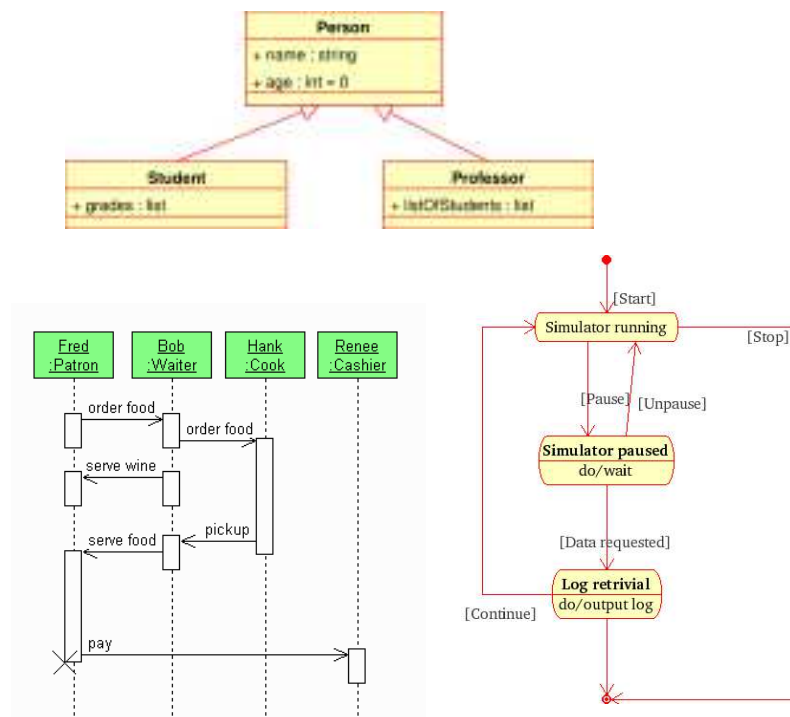 Person
+ name : string
+ age : int = 0
Student
+ grades : list
Professor
+ listOfStudents : list
Fred
:Patron
Bob
:Waiter
Hank
:Cook
Renee
:Cashier
order food
order food
serve wine
pickup
serve food
pay
[Start]
Simulator running
[Stop]
[Pause]
[Unpause]
Simulator paused
do/wait
[Data requested]
Log retrivial
do/output log
[Continue]